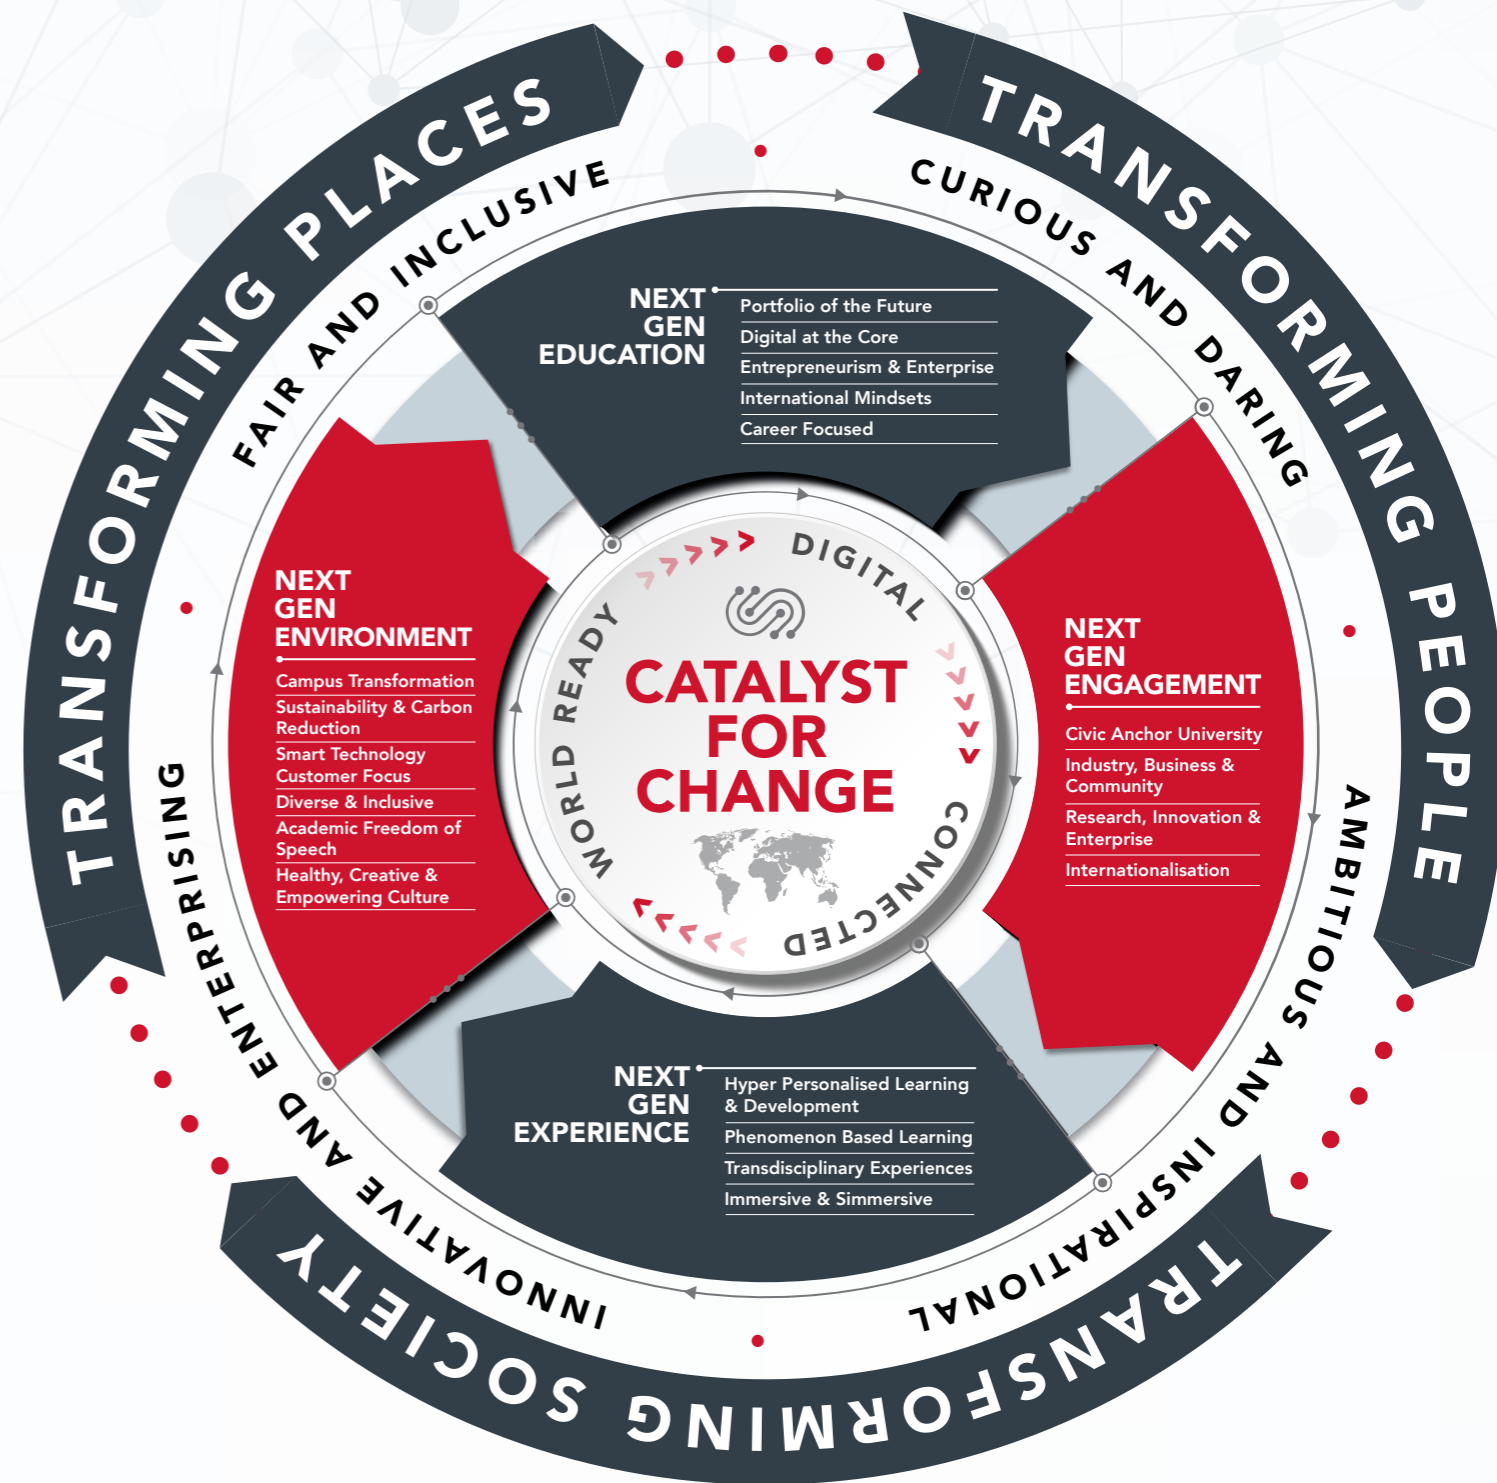 TRANSFORMING PLACES
TRANSFORMING PEOPLE
TRANSFORMING SOCIETY
FAIR AND INCLUSIVE
CURIOUS AND DARING
AMBITIOUS AND INSPIRATIONAL
INNOVATIVE AND ENTERPRISING
NEXT
GEN
EDUCATION
Portfolio of the Future
Digital at the Core
Entrepreneurism & Enterprise
International Mindsets
Career Focused
NEXT
GEN
ENGAGEMENT
Civic Anchor University
Industry, Business &
Community
Research, Innovation &
Enterprise
Internationalisation
NEXT
GEN
EXPERIENCE
Hyper Personalised Learning
& Development
Phenomenon Based Learning
Transdisciplinary Experiences
Immersive & Simmersive
NEXT
GEN
ENVIRONMENT
Campus Transformation
Sustainability & Carbon
Reduction
Smart Technology
Customer Focus
Diverse & Inclusive
Academic Freedom of
Speech
Healthy, Creative &
Empowering Culture
DIGITAL
CONNECTED
WORLD READY
CATALYST
FOR
CHANGE